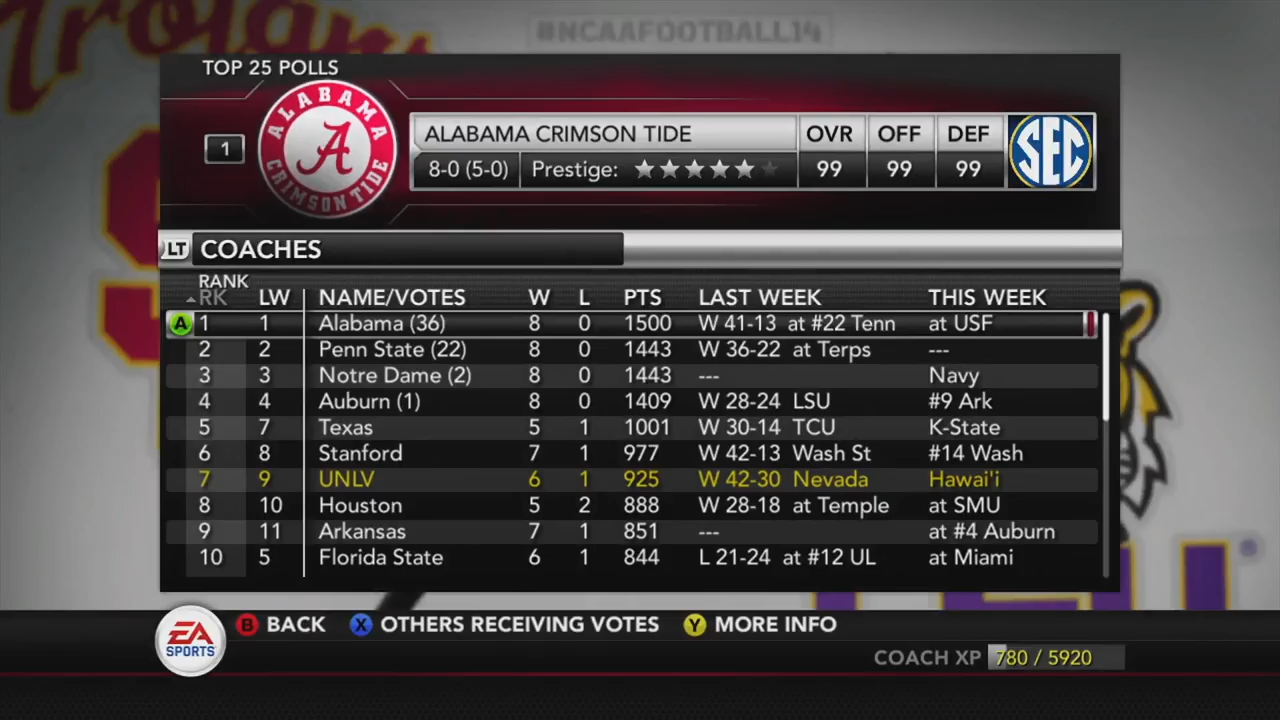 Trojans
#NCAAFOOTBALL14
TOP 25 POLLS
1
ALABAMA
A
CRIMSON TIDE
ALABAMA CRIMSON TIDE OVR OFF DEF
8-0 (5-0) Prestige: 99 99 99
SEC
LT COACHES
RANK
RK LW NAME/VOTES W L PTS LAST WEEK THIS WEEK
A 1 1 Alabama (36) 8 0 1500 W 41-13 at #22 Tenn at USF
2 2 Penn State (22) 8 0 1443 W 36-22 at Terps ---
3 3 Notre Dame (2) 8 0 1443 --- Navy
4 4 Auburn (1) 8 0 1409 W 28-24 LSU #9 Ark
5 7 Texas 5 1 1001 W 30-14 TCU K-State
6 8 Stanford 7 1 977 W 42-13 Wash St #14 Wash
7 9 UNLV 6 1 925 W 42-30 Nevada Hawai'i
8 10 Houston 5 2 888 W 28-18 at Temple at SMU
9 11 Arkansas 7 1 851 --- at #4 Auburn
10 5 Florida State 6 1 844 L 21-24 at #12 UL at Miami
EA SPORTS
B BACK X OTHERS RECEIVING VOTES Y MORE INFO
COACH XP 780 / 5920